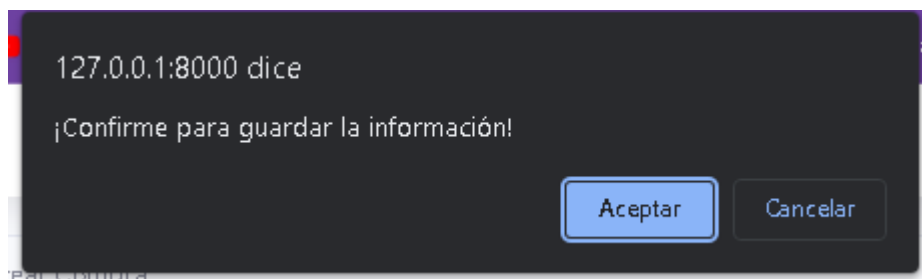 127.0.0.1:8000 dice
¡Confirme para guardar la información!
Aceptar Cancelar